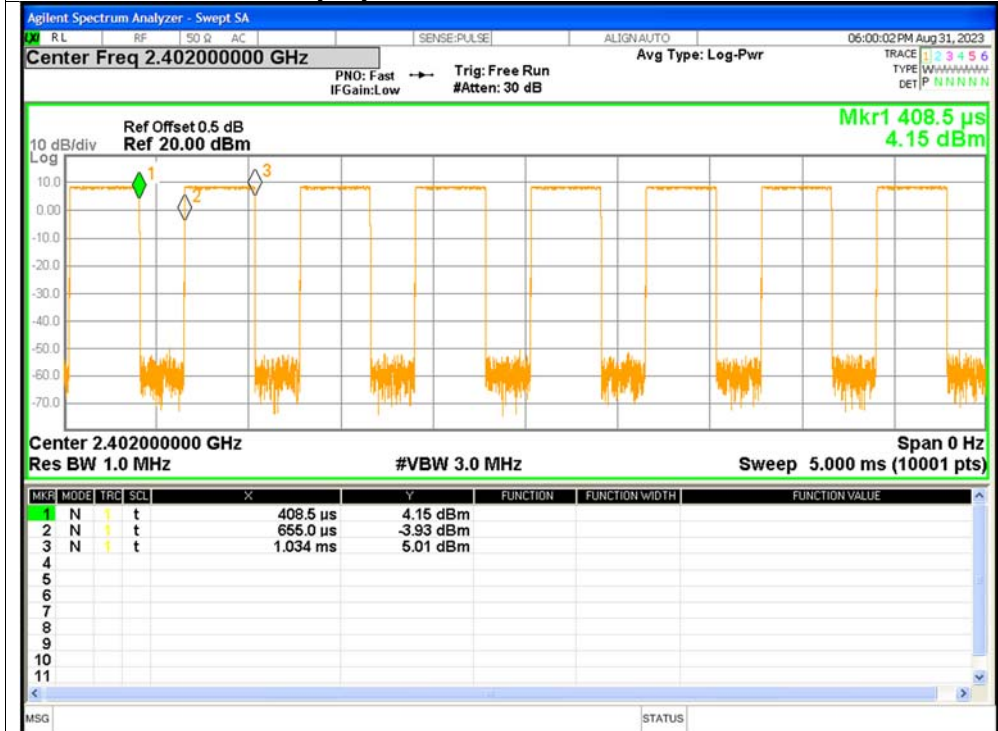 Agilent Spectrum Analyzer - Swept SA
RL RF 50 Ω AC SENSE:PULSE ALIGNAUTO 06:00:02 PM Aug 31, 2023
Center Freq 2.402000000 GHz Avg Type: Log-Pwr TRACE 1 2 3 4 5 6
PNO: Fast Trig: Free Run TYPE W
IFGain:Low #Atten: 30 dB DET P N N N N N
Mkr1 408.5 µs
Ref Offset 0.5 dB
10 dB/div Ref 20.00 dBm 4.15 dBm
Log
1 2 3
10.0
0.00
-10.0
-20.0
-30.0
-40.0
-50.0
-60.0
-70.0
Center 2.402000000 GHz Span 0 Hz
Res BW 1.0 MHz #VBW 3.0 MHz Sweep 5.000 ms (10001 pts)
MKR MODE TRC SCL X Y FUNCTION FUNCTION WIDTH FUNCTION VALUE
1 N 1 t 408.5 µs 4.15 dBm
2 N 1 t 655.0 µs -3.93 dBm
3 N 1 t 1.034 ms 5.01 dBm
4
5
6
7
8
9
10
11
MSG STATUS